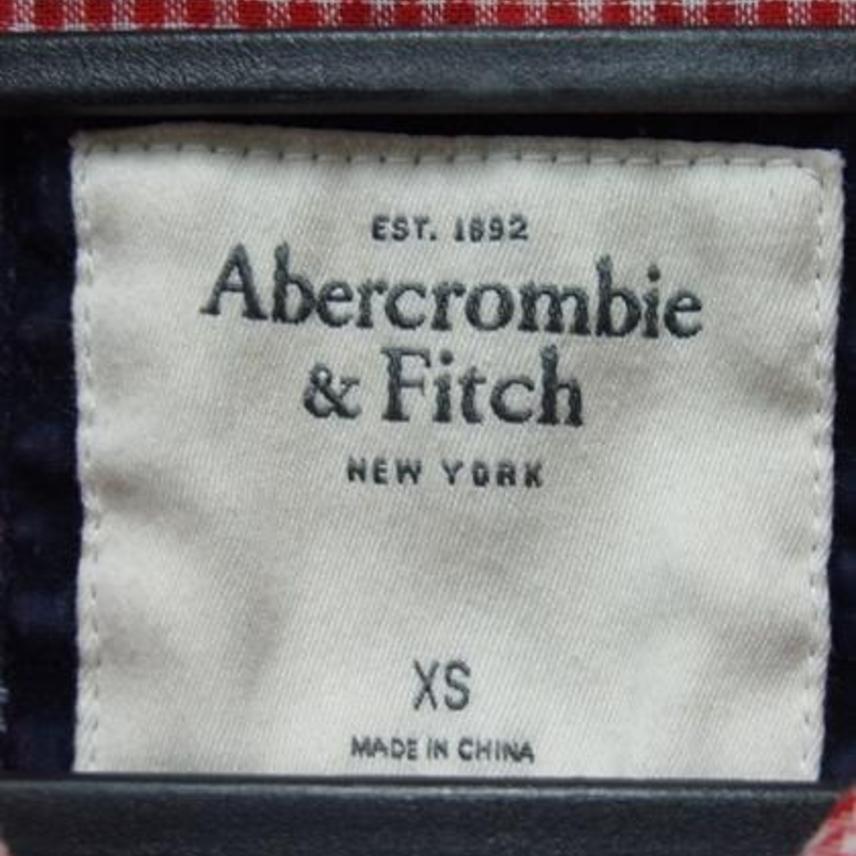 EST. 1892
Abercrombie
& Fitch
NEW YORK
XS
MADE IN CHINA